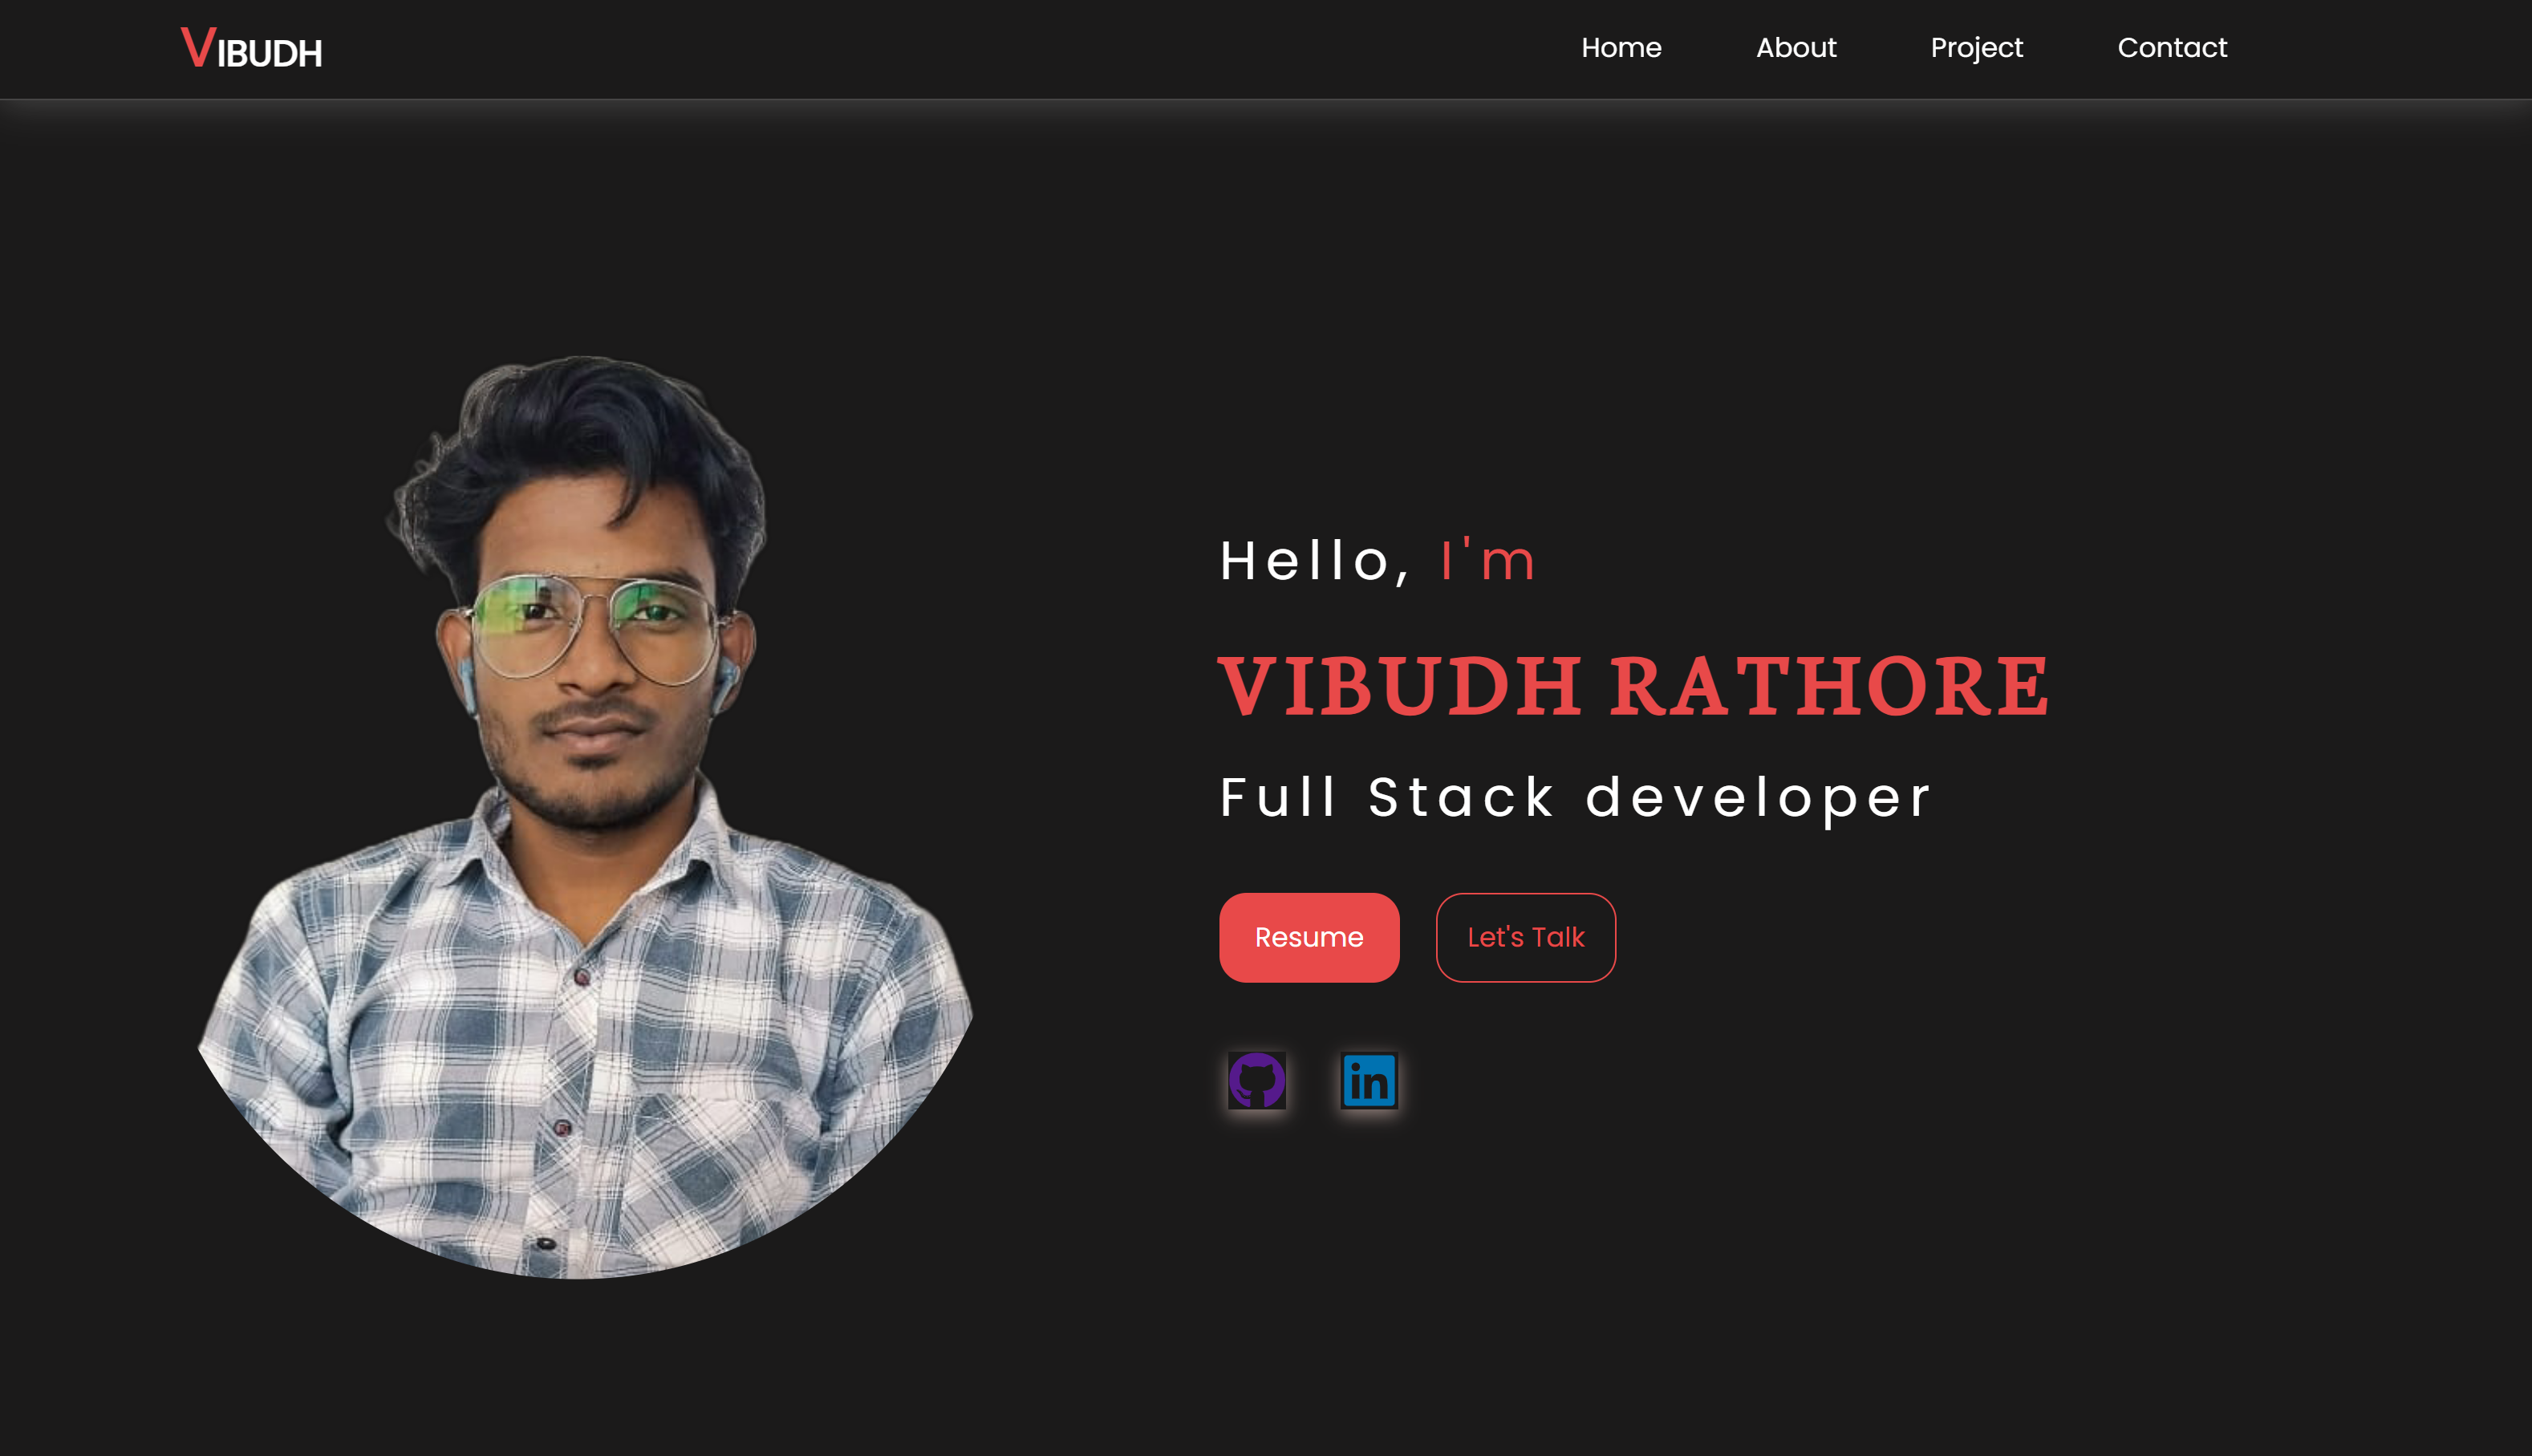 VIBUDH
Home About Project Contact
Hello, I'm
VIBUDH RATHORE
Full Stack developer
Resume Let's Talk
in